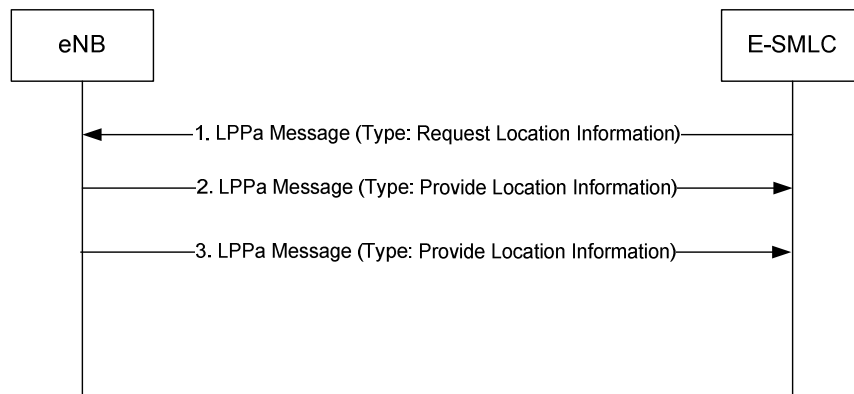 eNB
E-SMLC
1. LPPa Message (Type: Request Location Information)
2. LPPa Message (Type: Provide Location Information)
3. LPPa Message (Type: Provide Location Information)